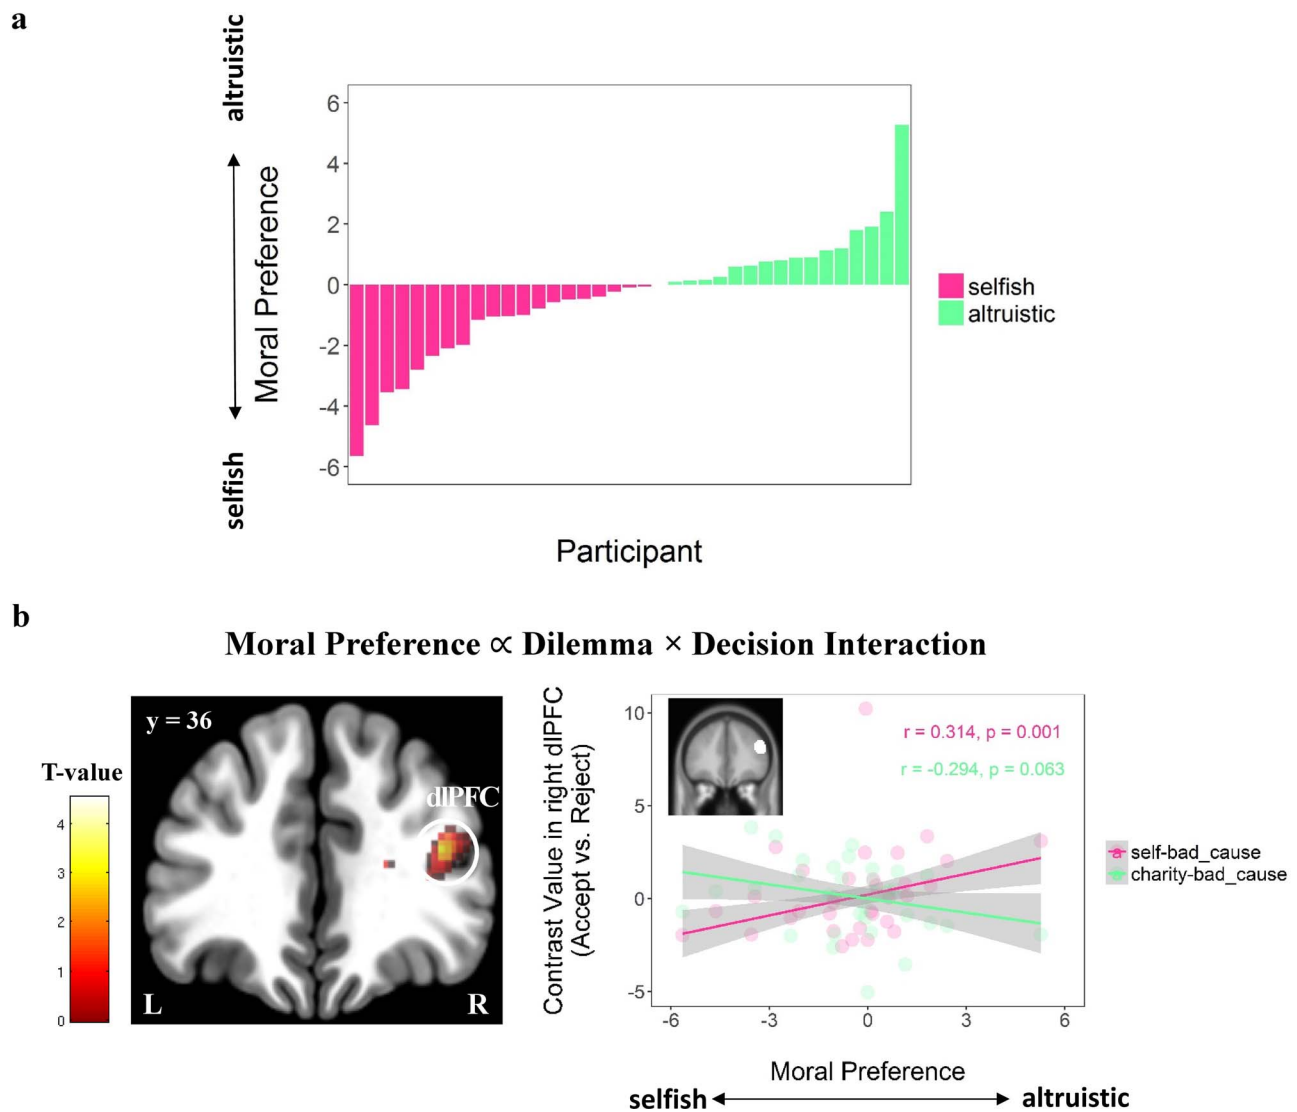 a
altruistic
selfish
Moral Preference
6
4
2
0
-2
-4
-6
selfish
altruistic
Participant
b
Moral Preference ∝ Dilemma × Decision Interaction
T-value
4
3
2
1
0
y = 36
dlPFC
L
R
Contrast Value in right dlPFC
(Accept vs. Reject)
10
5
0
-5
r = 0.314, p = 0.001
r = -0.294, p = 0.063
self-bad_cause
charity-bad_cause
-6
-3
0
3
6
Moral Preference
selfish
altruistic